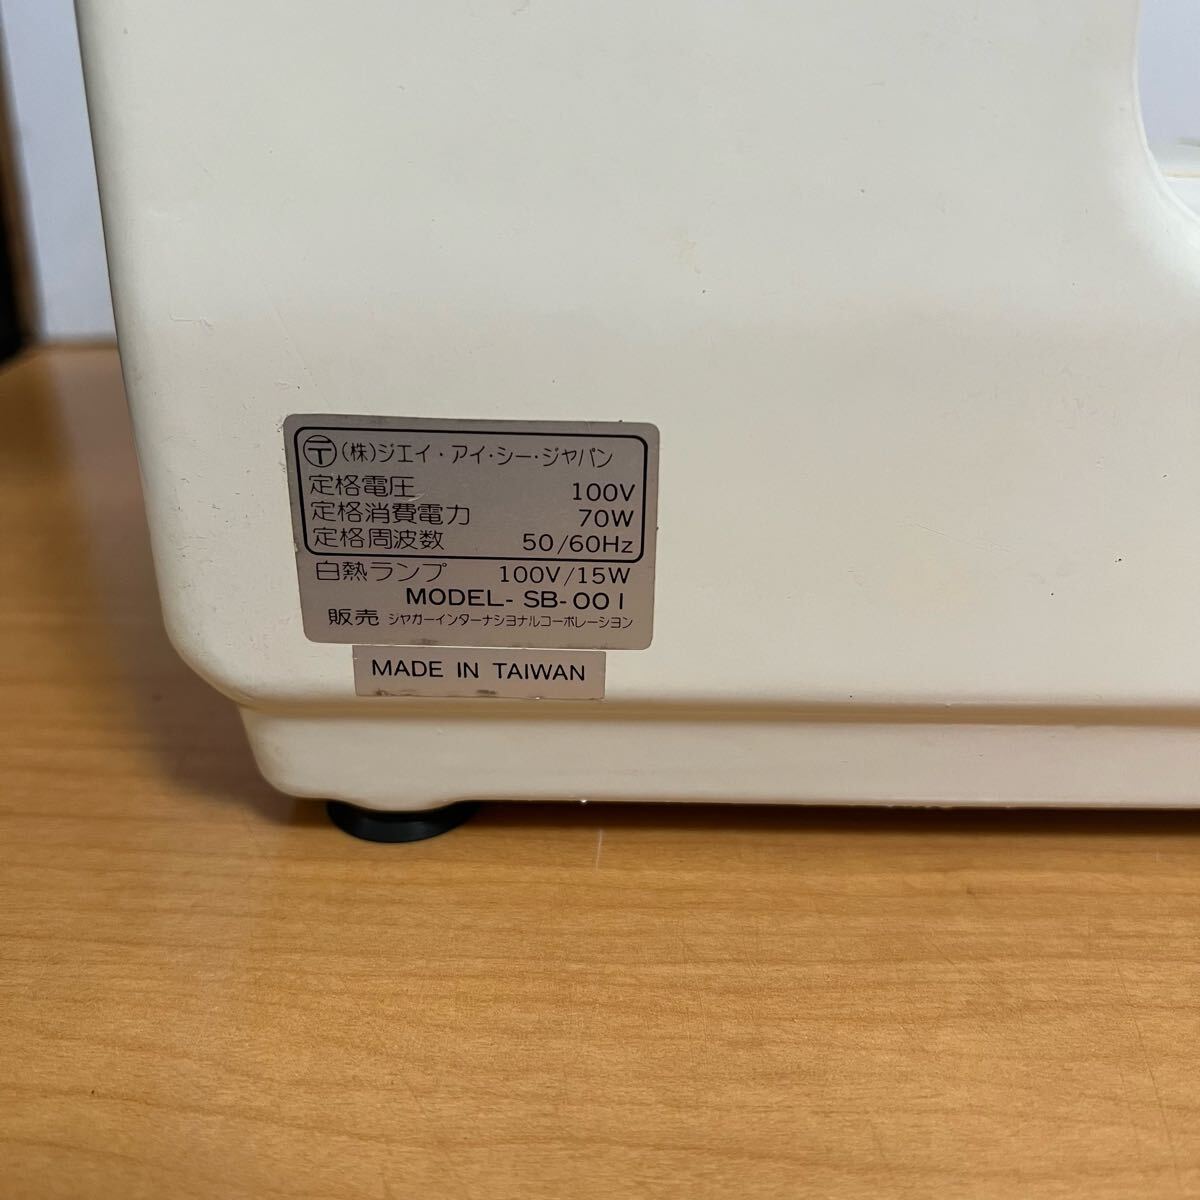 〒(株)ジエイ・アイ・シー・ジャパン
定格電圧 100V
定格消費電力 70W
定格周波数 50/60Hz
白熱ランプ 100V/15W
MODEL- SB-001
販売 ジャガーインターナショナルコーポレーション
MADE IN TAIWAN